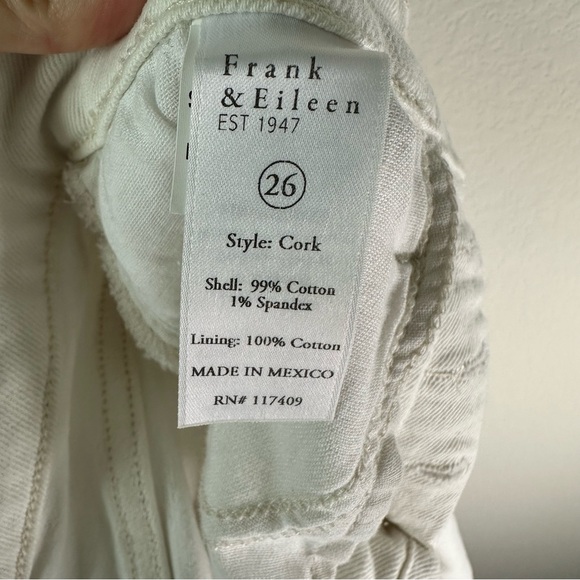 Frank
& Eileen
EST 1947
26
Style: Cork
Shell: 99% Cotton
1% Spandex
Lining: 100% Cotton
MADE IN MEXICO
RN# 117409